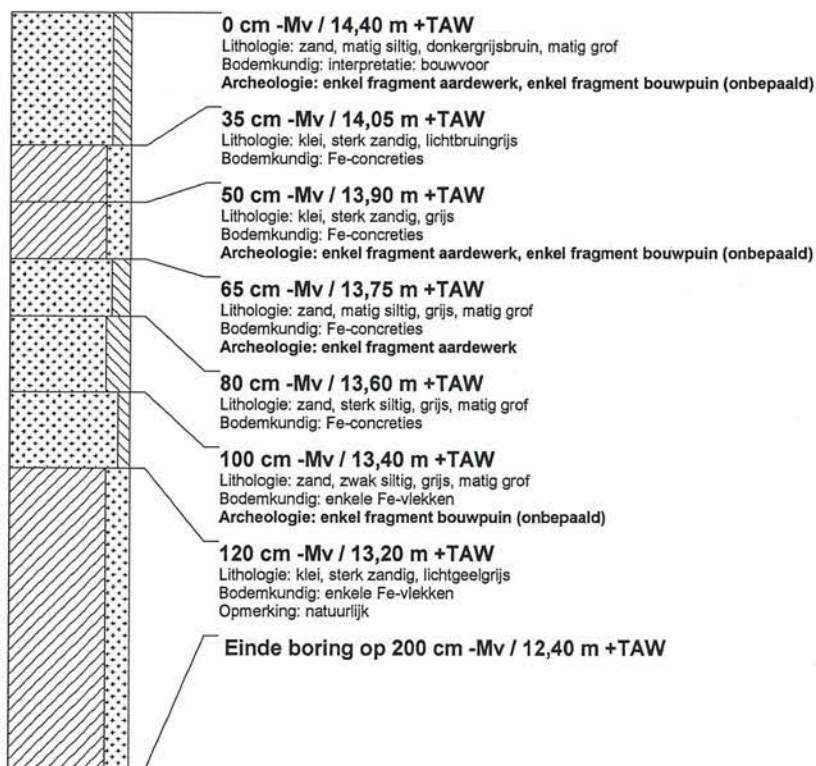 0 cm -Mv / 14,40 m +TAW
Lithologie: zand, matig siltig, donkergrijsbruin, matig grof
Bodemkundig: interpretatie: bouwvoor
Archeologie: enkel fragment aardewerk, enkel fragment bouwpuin (onbepaald)
35 cm -Mv / 14,05 m +TAW
Lithologie: klei, sterk zandig, lichtbruingrijs
Bodemkundig: Fe-concreties
50 cm -Mv / 13,90 m +TAW
Lithologie: klei, sterk zandig, grijs
Bodemkundig: Fe-concreties
Archeologie: enkel fragment aardewerk, enkel fragment bouwpuin (onbepaald)
65 cm -Mv / 13,75 m +TAW
Lithologie: zand, matig siltig, grijs, matig grof
Bodemkundig: Fe-concreties
Archeologie: enkel fragment aardewerk
80 cm -Mv / 13,60 m +TAW
Lithologie: zand, sterk siltig, grijs, matig grof
Bodemkundig: Fe-concreties
100 cm -Mv / 13,40 m +TAW
Lithologie: zand, zwak siltig, grijs, matig grof
Bodemkundig: enkele Fe-vlekken
Archeologie: enkel fragment bouwpuin (onbepaald)
120 cm -Mv / 13,20 m +TAW
Lithologie: klei, sterk zandig, lichtgeelgrijs
Bodemkundig: enkele Fe-vlekken
Opmerking: natuurlijk
Einde boring op 200 cm -Mv / 12,40 m +TAW